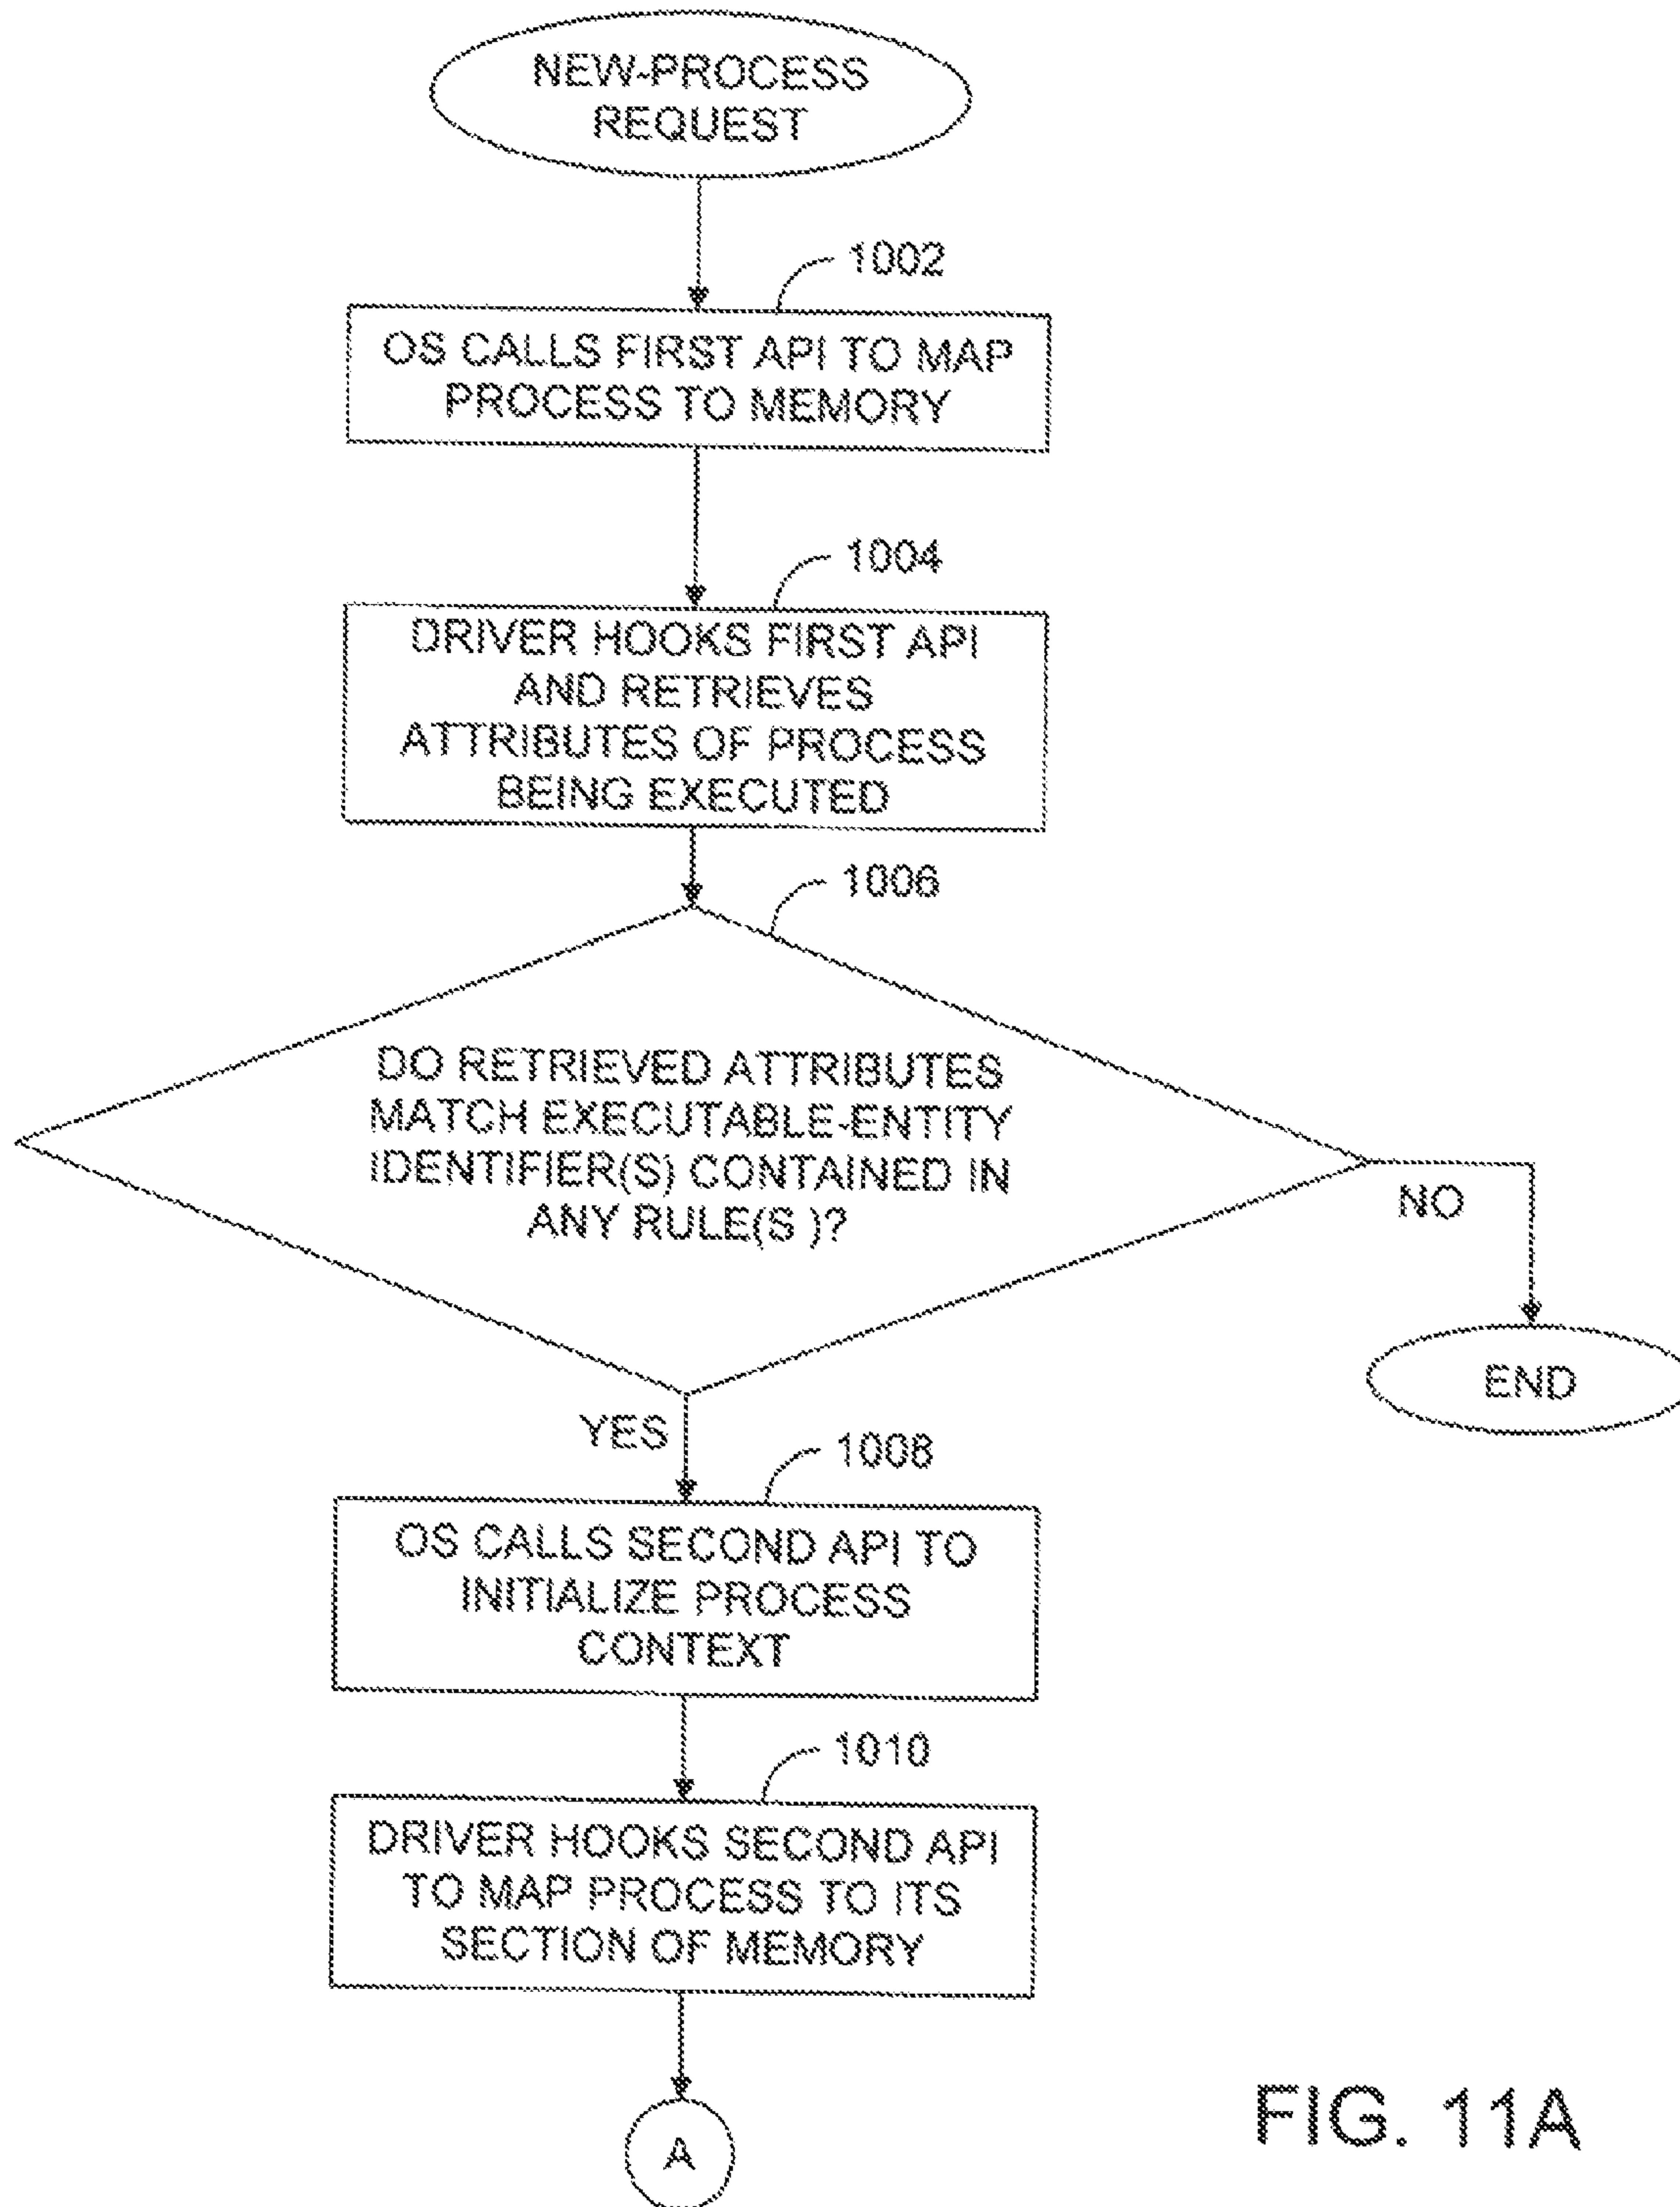 NEW-PROCESS
REQUEST
1002
OS CALLS FIRST API TO MAP
PROCESS TO MEMORY
1004
DRIVER HOOKS FIRST API
AND RETRIEVES
ATTRIBUTES OF PROCESS
BEING EXECUTED
1006
DO RETRIEVED ATTRIBUTES
MATCH EXECUTABLE-ENTITY
IDENTIFIER(S) CONTAINED IN
ANY RULE(S )?
NO
END
YES
1008
OS CALLS SECOND API TO
INITIALIZE PROCESS
CONTEXT
1010
DRIVER HOOKS SECOND API
TO MAP PROCESS TO ITS
SECTION OF MEMORY
A
FIG. 11A